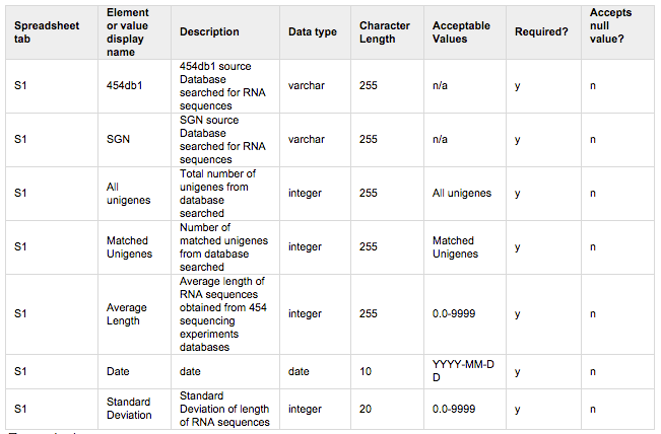 Spreadsheet tab | Element or value display name | Description | Data type | Character Length | Acceptable Values | Required? | Accepts null value?
S1 | 454db1 | 454db1 source Database searched for RNA sequences | varchar | 255 | n/a | y | n
S1 | SGN | SGN source Database searched for RNA sequences | varchar | 255 | n/a | y | n
S1 | All unigenes | Total number of unigenes from database searched | integer | 255 | All unigenes | y | n
S1 | Matched Unigenes | Number of matched unigenes from database searched | integer | 255 | Matched Unigenes | y | n
S1 | Average Length | Average length of RNA sequences obtained from 454 sequencing experiments databases | integer | 255 | 0.0-9999 | y | n
S1 | Date | date | date | 10 | YYYY-MM-DD | y | n
S1 | Standard Deviation | Standard Deviation of length of RNA sequences | integer | 20 | 0.0-9999 | y | n